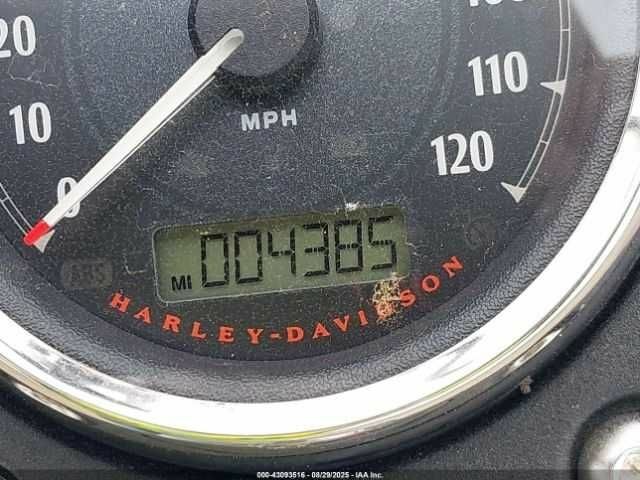 20
10
0
MPH
110
120
MI 004385
ABS
HARLEY-DAVIDSON
000-43093516 - 08/29/2025 - IAA Inc.